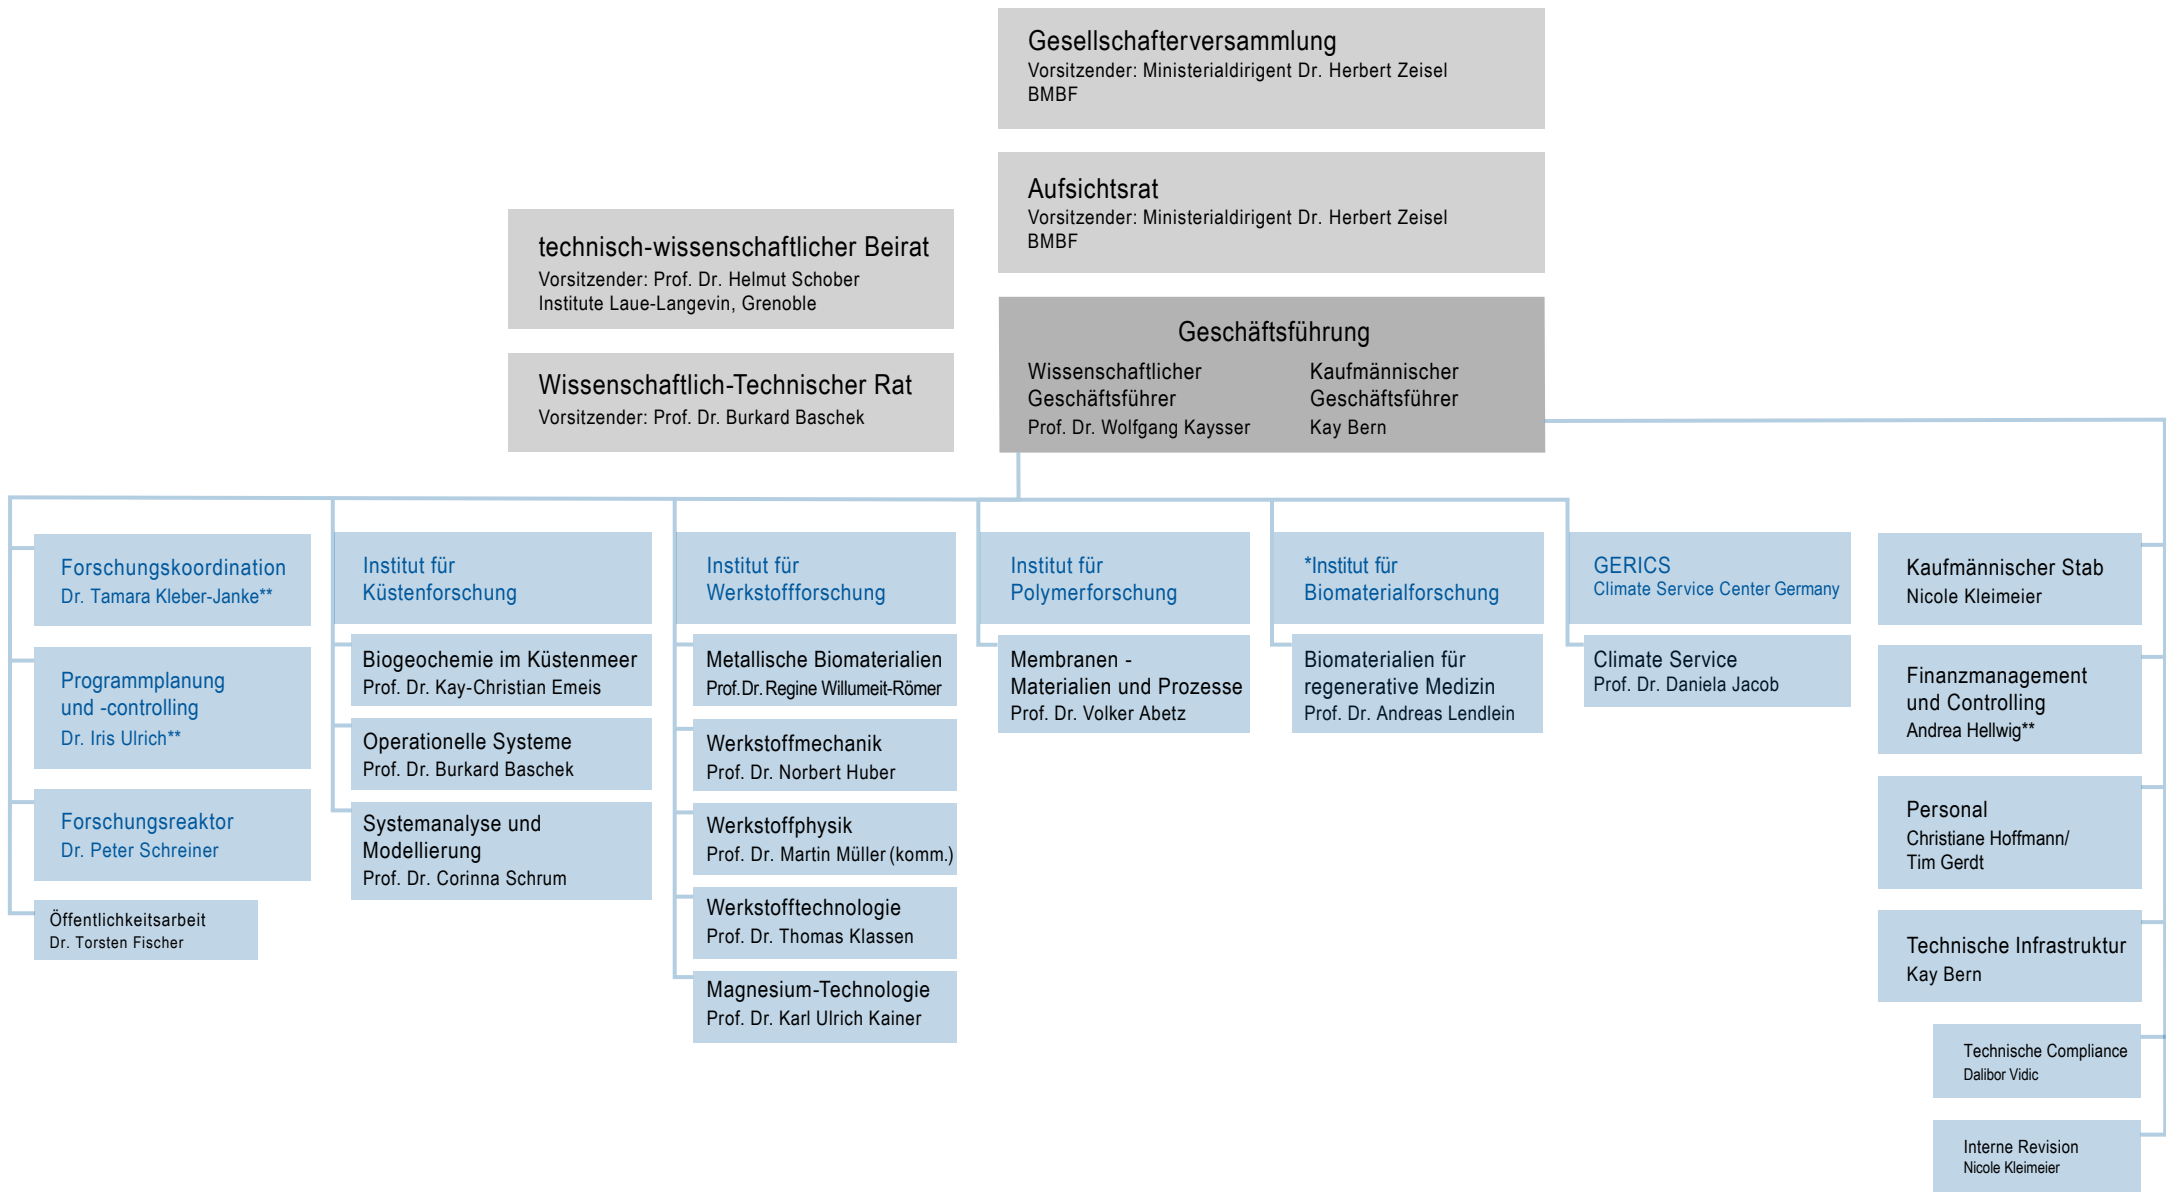 Gesellschafterversammlung
Vorsitzender: Ministerialdirigent Dr. Herbert Zeisel
BMBF
Aufsichtsrat
Vorsitzender: Ministerialdirigent Dr. Herbert Zeisel
BMBF
technisch-wissenschaftlicher Beirat
Vorsitzender: Prof. Dr. Helmut Schober
Institute Laue-Langevin, Grenoble
Wissenschaftlich-Technischer Rat
Vorsitzender: Prof. Dr. Burkard Baschek
Geschäftsführung
Wissenschaftlicher
Geschäftsführer
Prof. Dr. Wolfgang Kaysser
Kaufmännischer
Geschäftsführer
Kay Bern
Forschungskoordination
Dr. Tamara Kleber-Janke**
Programmplanung
und -controlling
Dr. Iris Ulrich**
Forschungsreaktor
Dr. Peter Schreiner
Öffentlichkeitsarbeit
Dr. Torsten Fischer
Institut für
Küstenforschung
Biogeochemie im Küstenmeer
Prof. Dr. Kay-Christian Emeis
Operationelle Systeme
Prof. Dr. Burkard Baschek
Systemanalyse und
Modellierung
Prof. Dr. Corinna Schrum
Institut für
Werkstoffforschung
Metallische Biomaterialien
Prof. Dr. Regine Willumeit-Römer
Werkstoffmechanik
Prof. Dr. Norbert Huber
Werkstoffphysik
Prof. Dr. Martin Müller (komm.)
Werkstofftechnologie
Prof. Dr. Thomas Klassen
Magnesium-Technologie
Prof. Dr. Karl Ulrich Kainer
Institut für
Polymerforschung
Membranen -
Materialien und Prozesse
Prof. Dr. Volker Abetz
*Institut für
Biomaterialforschung
Biomaterialien für
regenerative Medizin
Prof. Dr. Andreas Lendlein
GERICS
Climate Service Center Germany
Climate Service
Prof. Dr. Daniela Jacob
Kaufmännischer Stab
Nicole Kleimeier
Finanzmanagement
und Controlling
Andrea Hellwig**
Personal
Christiane Hoffmann/
Tim Gerdt
Technische Infrastruktur
Kay Bern
Technische Compliance
Dalibor Vidic
Interne Revision
Nicole Kleimeier